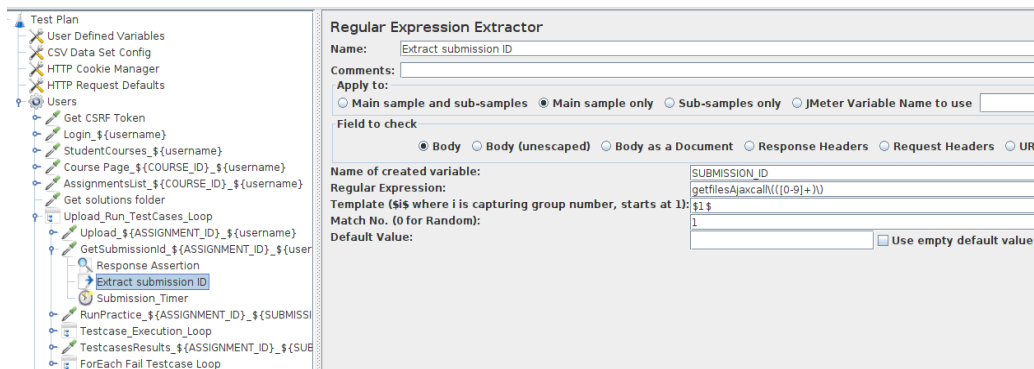 Test Plan
User Defined Variables
CSV Data Set Config
HTTP Cookie Manager
HTTP Request Defaults
Users
Get CSRF Token
Login_${username}
StudentCourses_${username}
Course Page_${COURSE_ID}_${username}
AssignmentsList_${COURSE_ID}_${username}
Get solutions folder
Upload_Run_TestCases_Loop
Upload_${ASSIGNMENT_ID}_${username}
GetSubmissionId_${ASSIGNMENT_ID}_${user
Response Assertion
Extract submission ID
Submission_Timer
RunPractice_${ASSIGNMENT_ID}_${SUBMISSI
Testcase_Execution_Loop
TestcasesResults_${ASSIGNMENT_ID}_${SUB
ForEach Fail Testcase Loop
Regular Expression Extractor
Name: Extract submission ID
Comments:
Apply to:
Main sample and sub-samples Main sample only Sub-samples only JMeter Variable Name to use
Field to check
Body Body (unescaped) Body as a Document Response Headers Request Headers UR
Name of created variable: SUBMISSION_ID
Regular Expression: getfilesAjaxcall\(([0-9]+)\)
Template ($i$ where i is capturing group number, starts at 1): $1$
Match No. (0 for Random): 1
Default Value: Use empty default value